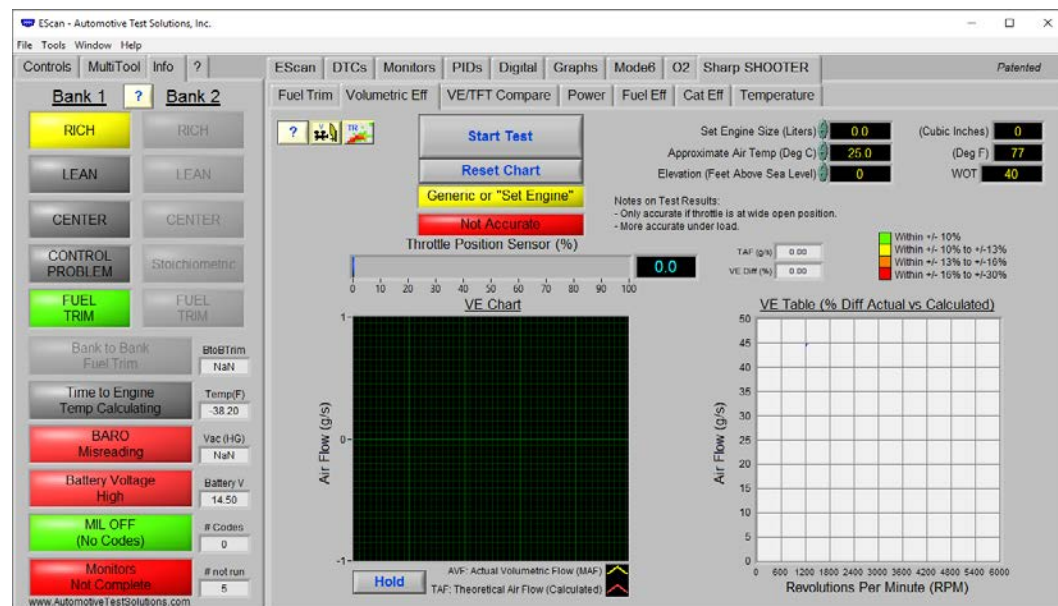 EScan - Automotive Test Solutions, Inc.
File Tools Window Help
Controls MultiTool Info ?
EScan DTCs Monitors PIDs Digital Graphs Mode6 O2 Sharp SHOOTER Patented
Fuel Trim Volumetric Eff VE/TFT Compare Power Fuel Eff Cat Eff Temperature
Bank 1 ? Bank 2
RICH RICH
LEAN LEAN
CENTER CENTER
CONTROL
PROBLEM
Stoichiometric
FUEL
TRIM
FUEL
TRIM
Bank to Bank
Fuel Trim
BtoBTrim
NaN
Time to Engine
Temp Calculating
Temp(F)
-38.20
BARO
Misreading
Vac (HG)
NaN
Battery Voltage
High
Battery V
14.50
MIL OFF
(No Codes)
# Codes
0
Monitors
Not Complete
# not run
5
www.AutomotiveTestSolutions.com
?
Start Test
Reset Chart
Generic or "Set Engine"
Not Accurate
Set Engine Size (Liters) 0.0 (Cubic Inches) 0
Approximate Air Temp (Deg C) 25.0 (Deg F) 77
Elevation (Feet Above Sea Level) 0 WOT 40
Notes on Test Results:
- Only accurate if throttle is at wide open position.
- More accurate under load.
TAF (g/s) 0.00
VE Diff (%) 0.00
Within +/- 10%
Within +/- 10% to +/-13%
Within +/- 13% to +/-16%
Within +/- 16% to +/-30%
Throttle Position Sensor (%)
0.0
0 10 20 30 40 50 60 70 80 90 100
VE Chart
1
0
-1
Air Flow (g/s)
Hold
AVF: Actual Volumetric Flow (MAF)
TAF: Theoretical Air Flow (Calculated)
VE Table (% Diff Actual vs Calculated)
50
45
40
35
30
25
20
15
10
5
0
Air Flow (g/s)
0 600 1200 1800 2400 3000 3600 4200 4800 5400 6000
Revolutions Per Minute (RPM)